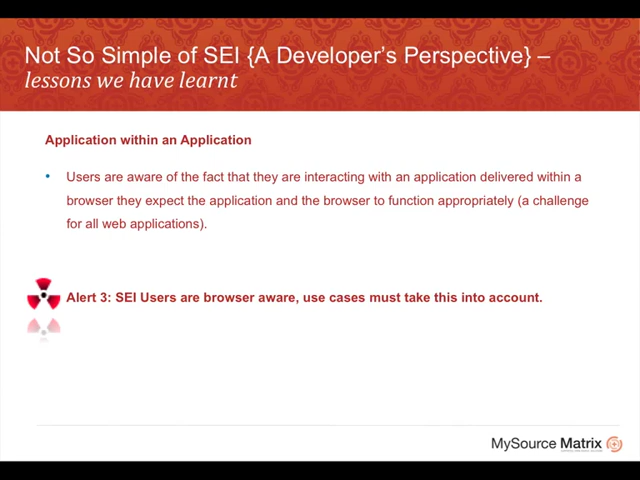 Not So Simple of SEI {A Developer's Perspective} –
lessons we have learnt
Application within an Application
• Users are aware of the fact that they are interacting with an application delivered within a
browser they expect the application and the browser to function appropriately (a challenge
for all web applications).
Alert 3: SEI Users are browser aware, use cases must take this into account.
MySource Matrix